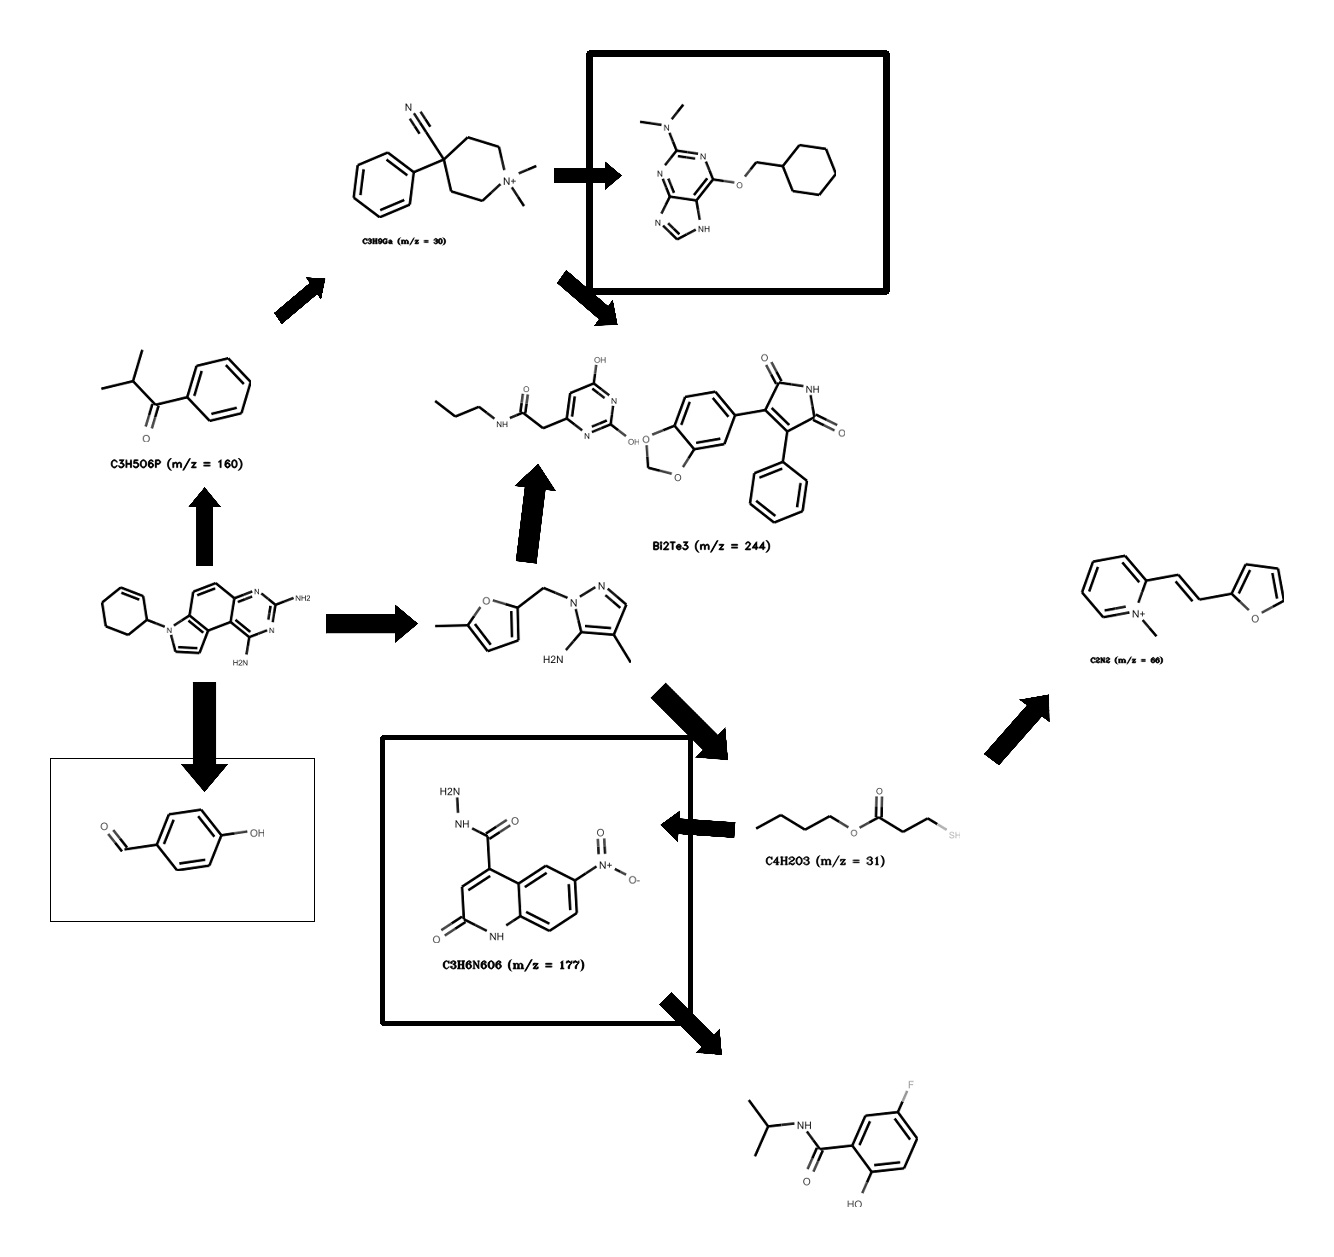 N
N+
C3H9Ga (m/z = 30)
N
N
N
O
N
NH
O
C3H5O6P (m/z = 160)
OH
O
N
NH
N
OH
O
NH
O
O
O
Bi2Te3 (m/z = 244)
N
NH2
N
N
H2N
O
N
N
H2N
N+
O
C2N2 (m/z = 66)
O
OH
H2N
NH
O
O
N+
O-
O
NH
C3H6N6O6 (m/z = 177)
O
O
SH
C4H2O3 (m/z = 31)
F
NH
O
HO